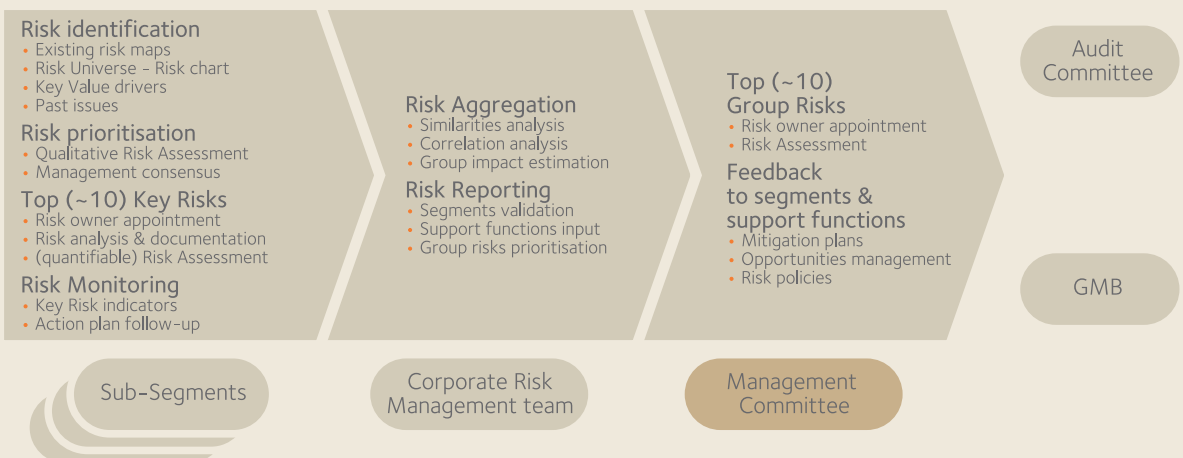 Risk identification
• Existing risk maps
• Risk Universe - Risk chart
• Key Value drivers
• Past issues
Risk prioritisation
• Qualitative Risk Assessment
• Management consensus
Top (~10) Key Risks
• Risk owner appointment
• Risk analysis & documentation
• (quantifiable) Risk Assessment
Risk Monitoring
• Key Risk indicators
• Action plan follow-up
Risk Aggregation
• Similarities analysis
• Correlation analysis
• Group impact estimation
Risk Reporting
• Segments validation
• Support functions input
• Group risks prioritisation
Top (~10)
Group Risks
• Risk owner appointment
• Risk Assessment
Feedback
to segments &
support functions
• Mitigation plans
• Opportunities management
• Risk policies
Audit
Committee
GMB
Sub-Segments
Corporate Risk
Management team
Management
Committee